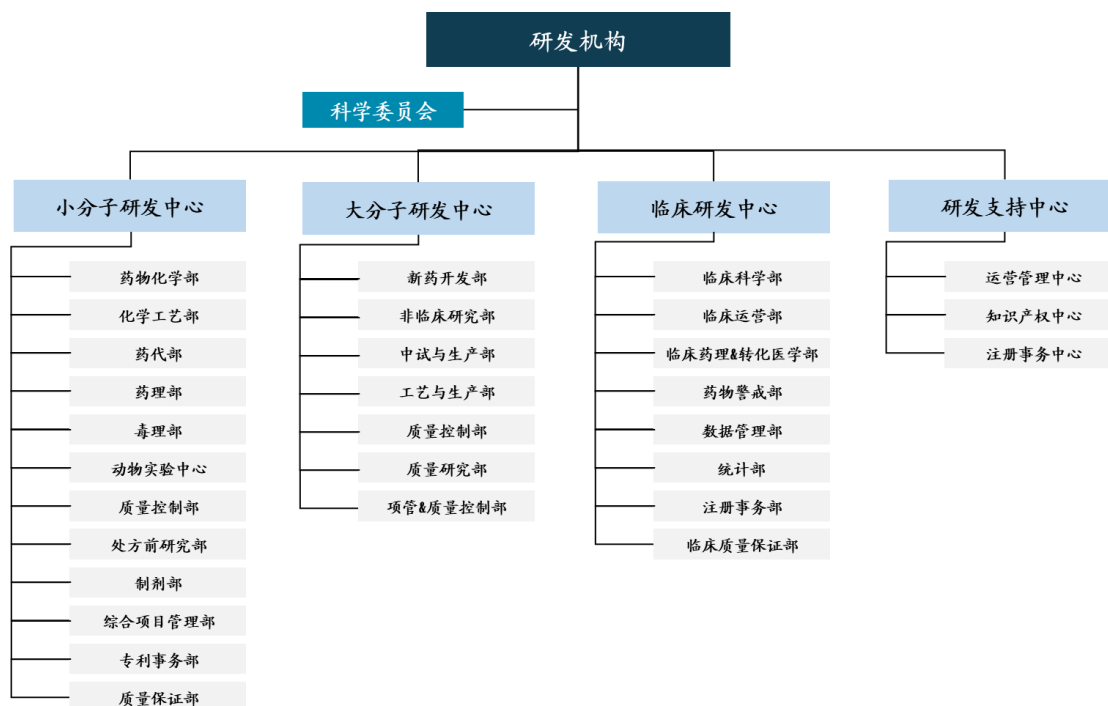 研发机构
科学委员会
小分子研发中心
药物化学部
化学工艺部
药代部
药理部
毒理部
动物实验中心
质量控制部
处方前研究部
制剂部
综合项目管理部
专利事务部
质量保证部
大分子研发中心
新药开发部
非临床研究部
中试与生产部
工艺与生产部
质量控制部
质量研究部
项管&质量控制部
临床研发中心
临床科学部
临床运营部
临床药理&转化医学部
药物警戒部
数据管理部
统计部
注册事务部
临床质量保证部
研发支持中心
运营管理中心
知识产权中心
注册事务中心